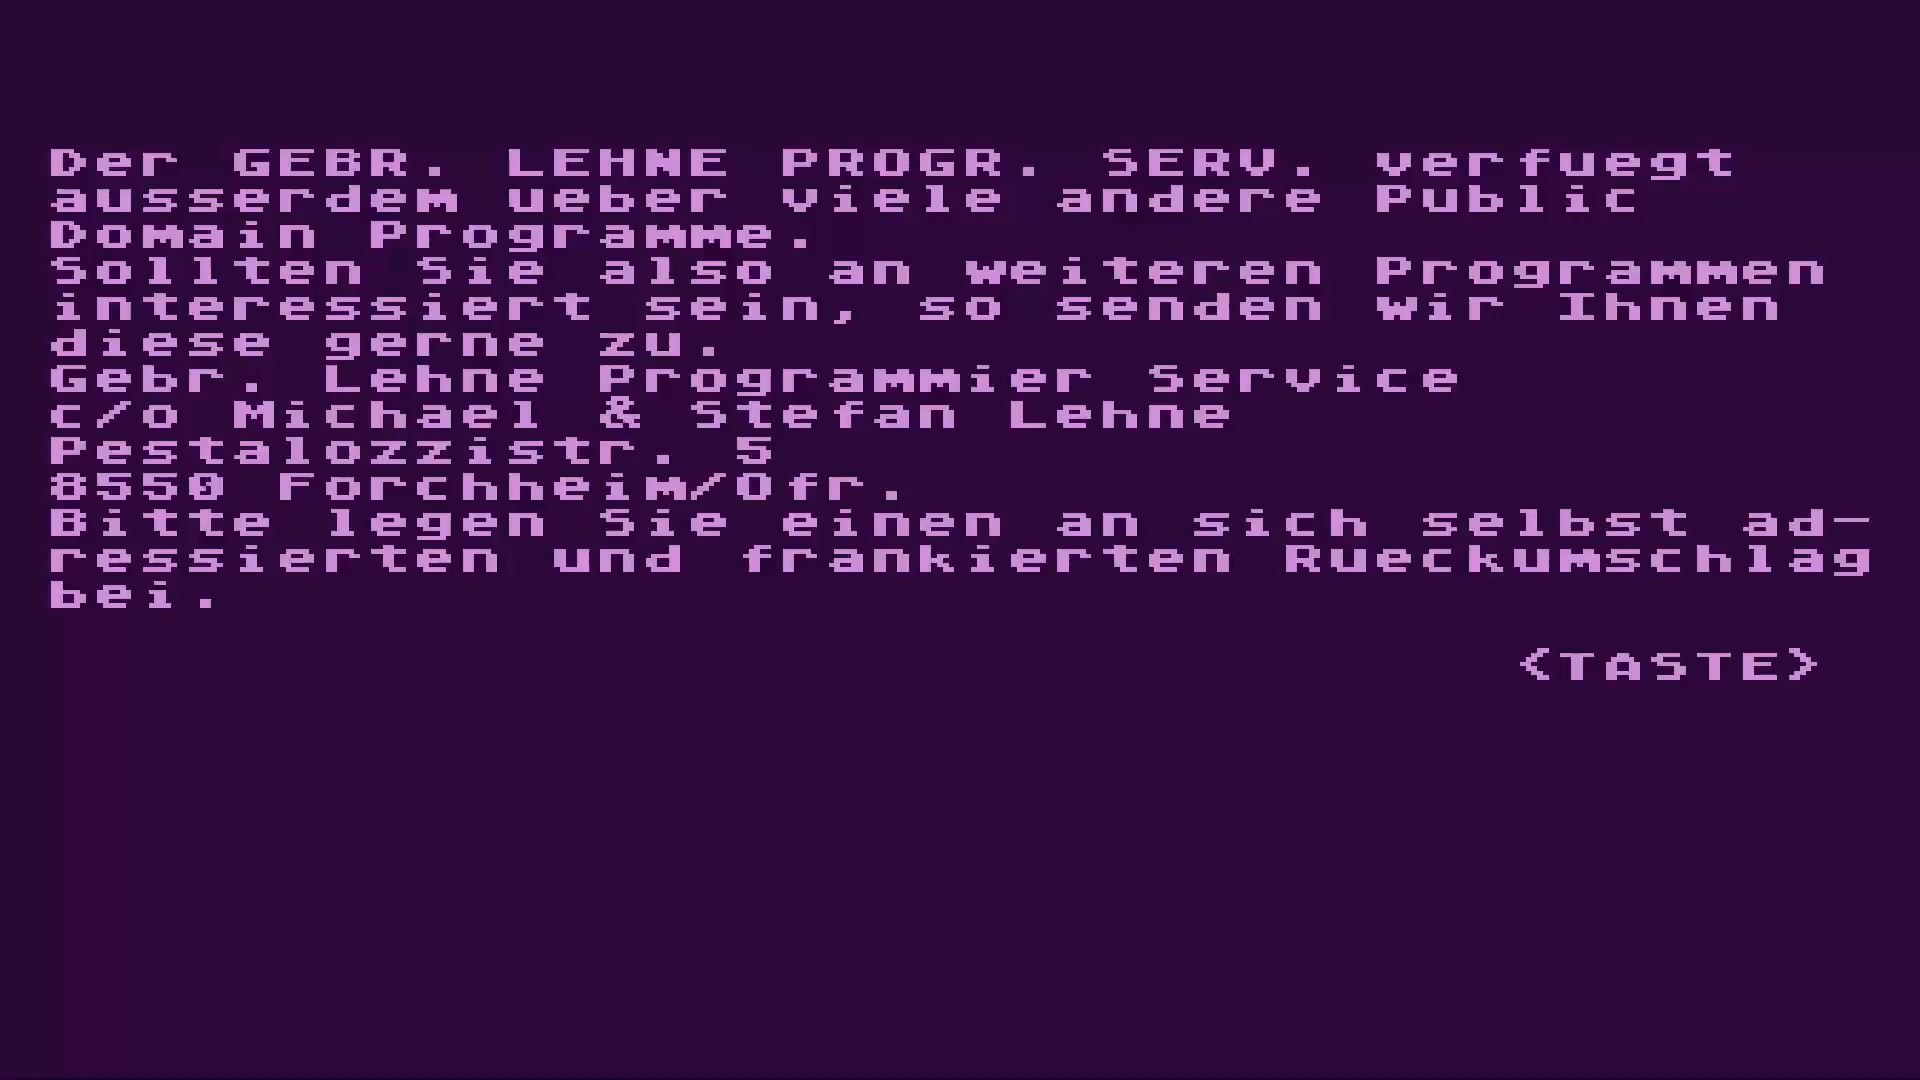 Der GEBR. LEHNE PROGR. SERV. verfuegt
ausserdem ueber viele andere Public
Domain Programme.
Sollten Sie also an weiteren Programmen
interessiert sein, so senden wir Ihnen
diese gerne zu.
Gebr. Lehne Programmier Service
c/o Michael & Stefan Lehne
Pestalozzistr. 5
8550 Forchheim/Ofr.
Bitte legen Sie einen an sich selbst ad-
ressierten und frankierten Rueckumschlag
bei.
<TASTE>